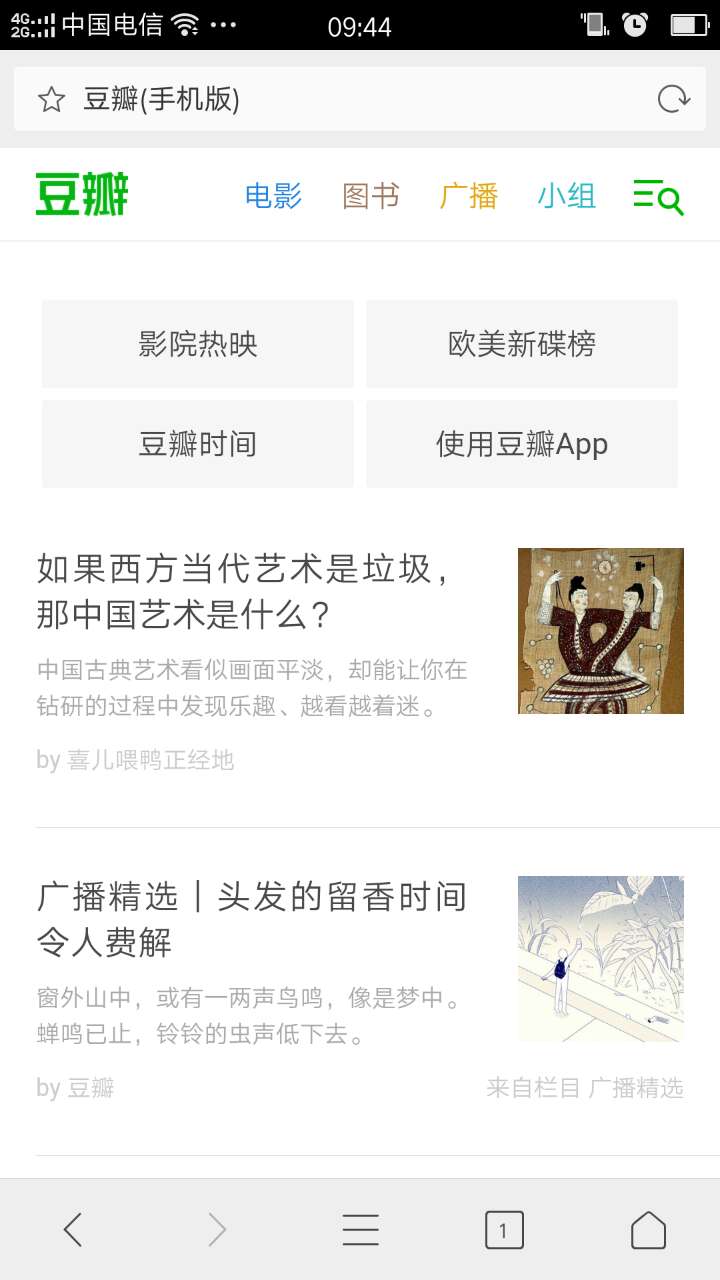 4G 2G 中国电信 09:44
豆瓣(手机版)
豆瓣 电影 图书 广播 小组
影院热映 欧美新碟榜
豆瓣时间 使用豆瓣App
如果西方当代艺术是垃圾，
那中国艺术是什么？
中国古典艺术看似画面平淡，却能让你在
钻研的过程中发现乐趣、越看越着迷。
by 喜儿喂鸭正经地
广播精选｜头发的留香时间
令人费解
窗外山中，或有一两声鸟鸣，像是梦中。
蝉鸣已止，铃铃的虫声低下去。
by 豆瓣 来自栏目 广播精选
1